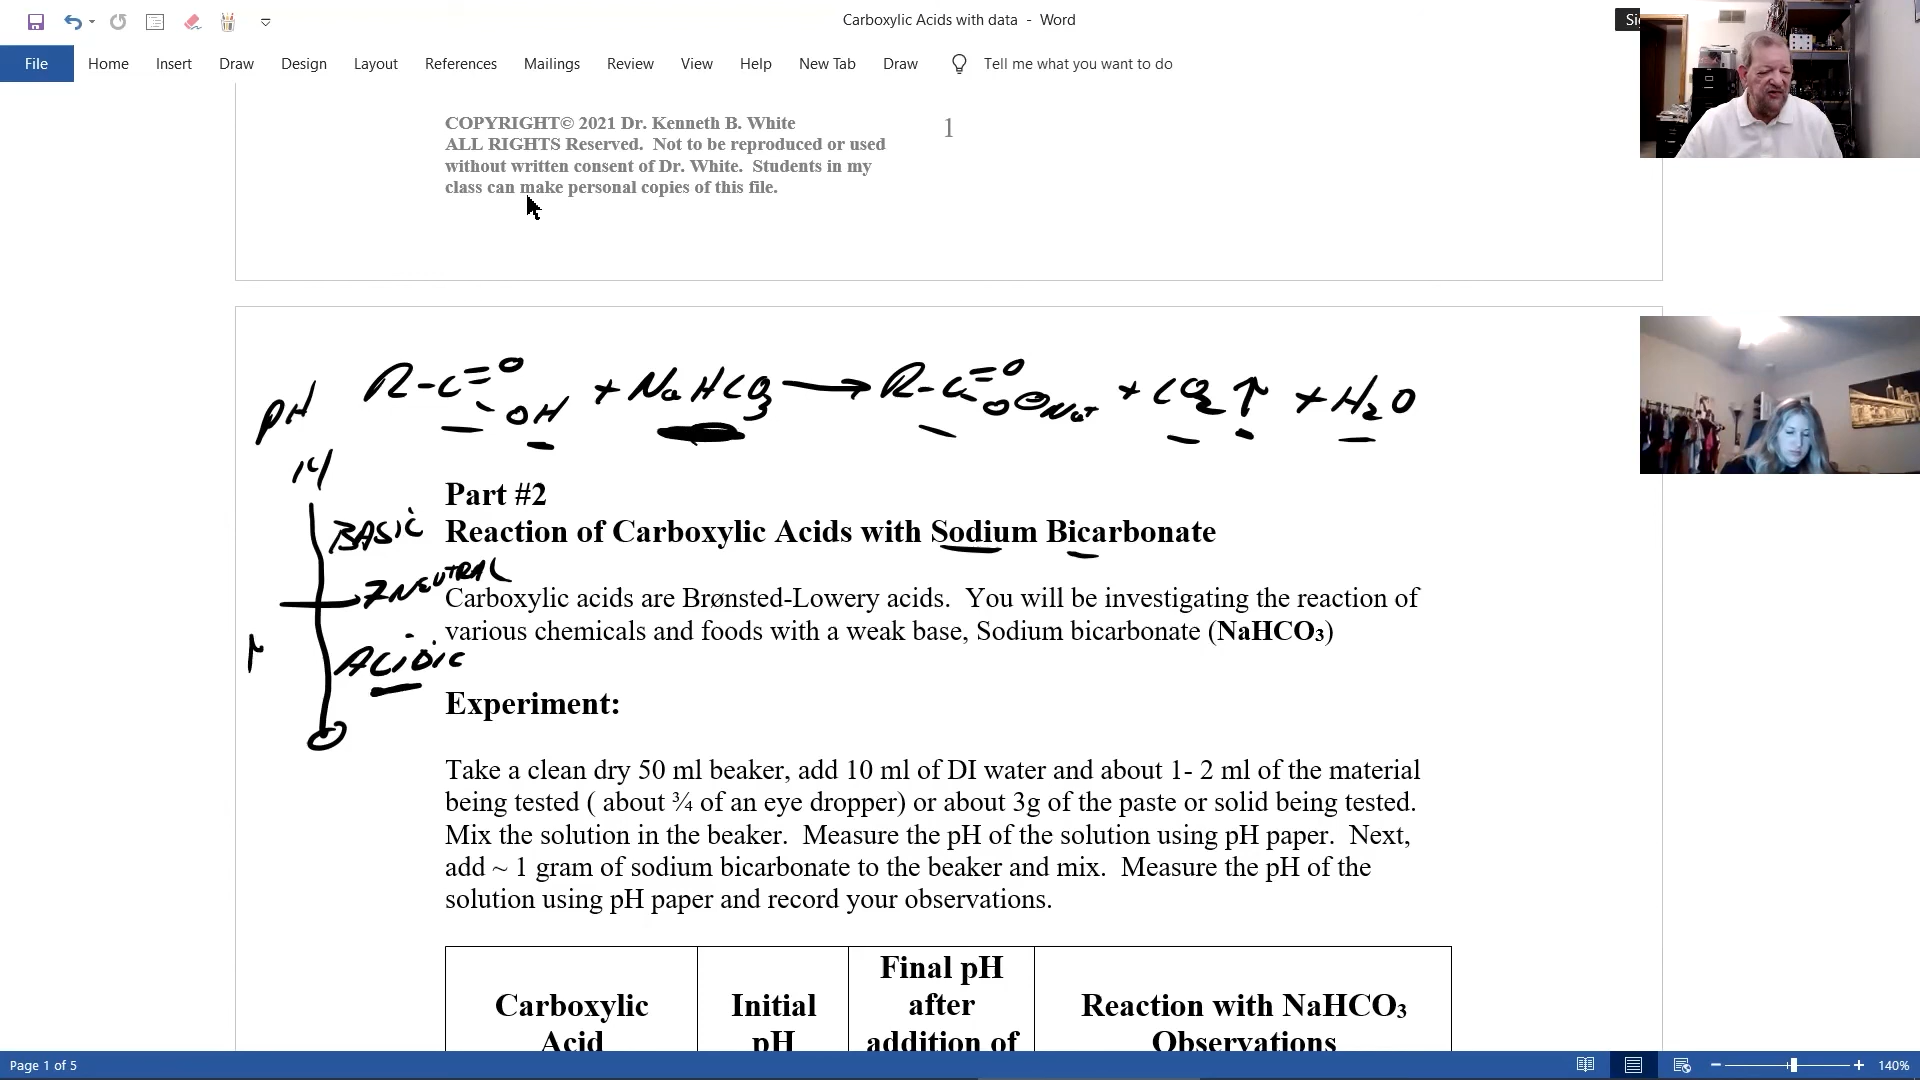 Carboxylic Acids with data - Word
File Home Insert Draw Design Layout References Mailings Review View Help New Tab Draw Tell me what you want to do
COPYRIGHT© 2021 Dr. Kenneth B. White 1
ALL RIGHTS Reserved. Not to be reproduced or used
without written consent of Dr. White. Students in my
class can make personal copies of this file.
R-C=O OH + NaHCO3 → R-C=O O⊖Na+ + CO2↑ + H2O
pH
14
BASIC
7 NEUTRAL
ACIDIC
0
Part #2
Reaction of Carboxylic Acids with Sodium Bicarbonate
Carboxylic acids are Brønsted-Lowery acids. You will be investigating the reaction of
various chemicals and foods with a weak base, Sodium bicarbonate (NaHCO₃)
Experiment:
Take a clean dry 50 ml beaker, add 10 ml of DI water and about 1- 2 ml of the material
being tested ( about ¾ of an eye dropper) or about 3g of the paste or solid being tested.
Mix the solution in the beaker. Measure the pH of the solution using pH paper. Next,
add ~ 1 gram of sodium bicarbonate to the beaker and mix. Measure the pH of the
solution using pH paper and record your observations.
Carboxylic
Acid
Initial
pH
Final pH
after
addition of
Reaction with NaHCO₃
Observations
Page 1 of 5
140%